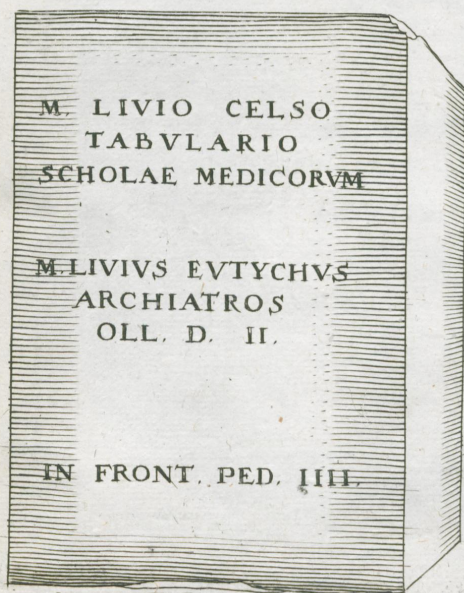 M. LIVIO CELSO
TABVLARIO
SCHOLAE MEDICORVM
M. LIVIVS EVTYCHVS
ARCHIATROS
OLL. D. II.
IN FRONT. PED. IIII.